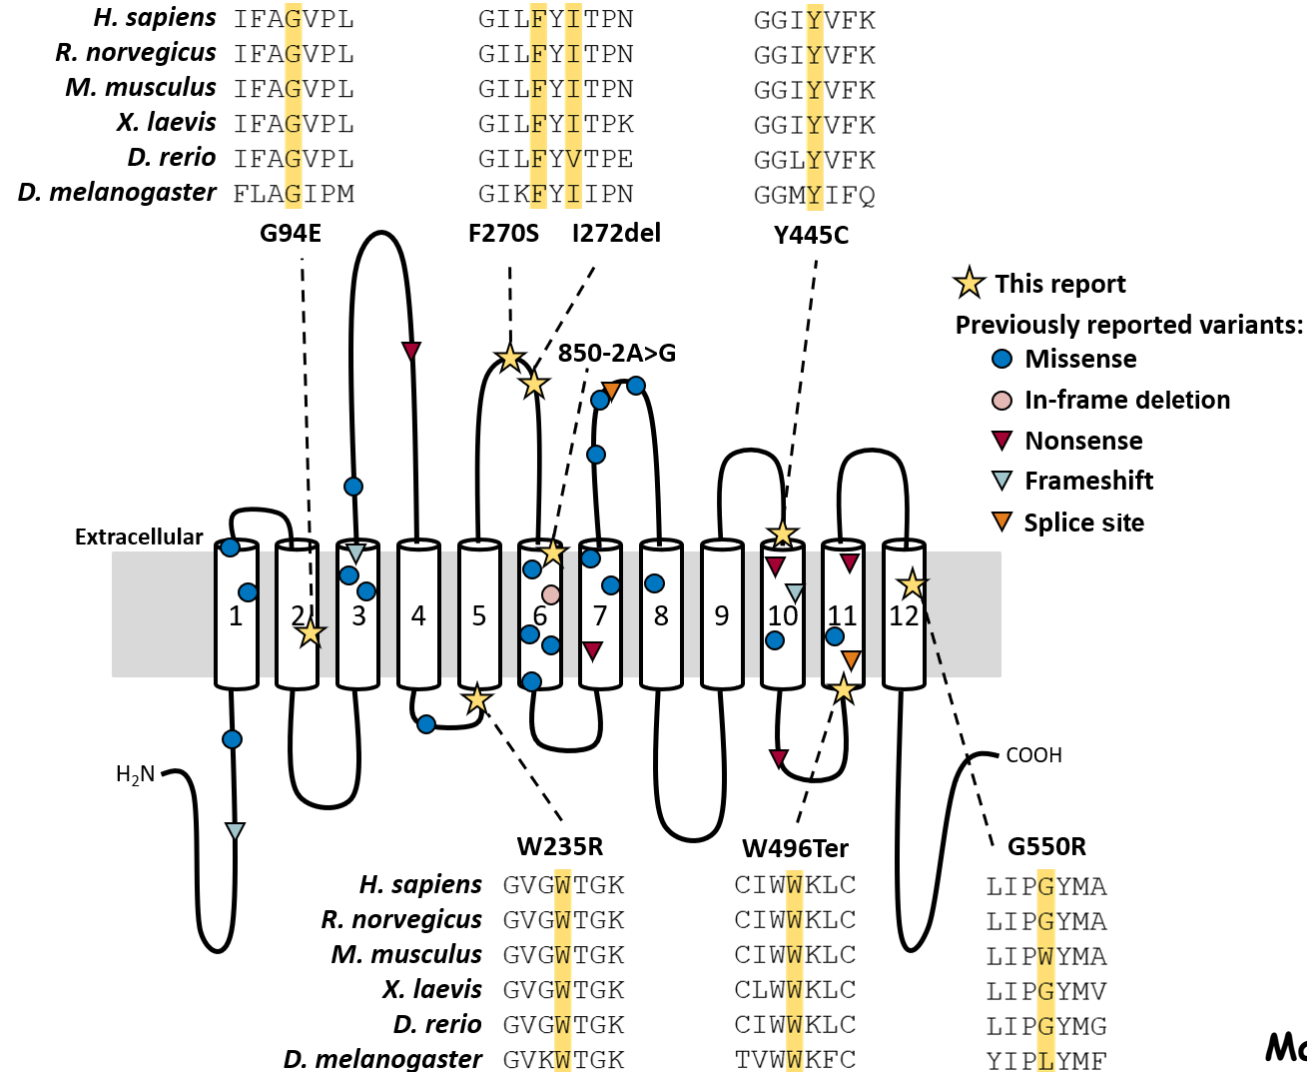 H. sapiens IFAGVPL GILFYITPN GGIYVFK
R. norvegicus IFAGVPL GILFYITPN GGIYVFK
M. musculus IFAGVPL GILFYITPN GGIYVFK
X. laevis IFAGVPL GILFYITPK GGIYVFK
D. rerio IFAGVPL GILFYVTPE GGLYVFK
D. melanogaster FLAGIPM GIKFYIIPN GGMYIFQ
G94E F270S I272del Y445C
This report
Previously reported variants:
850-2A>G
Missense
In-frame deletion
Nonsense
Frameshift
Splice site
Extracellular
1 2 3 4 5 6 7 8 9 10 11 12
H2N
COOH
W235R W496Ter G550R
H. sapiens GVGWTGK CIWWKLC LIPGYMA
R. norvegicus GVGWTGK CIWWKLC LIPGYMA
M. musculus GVGWTGK CIWWKLC LIPWYMA
X. laevis GVGWTGK CLWWKLC LIPGYMV
D. rerio GVGWTGK CIWWKLC LIPGYMG
D. melanogaster GVKWTGK TVWWKFC YIPLYMF